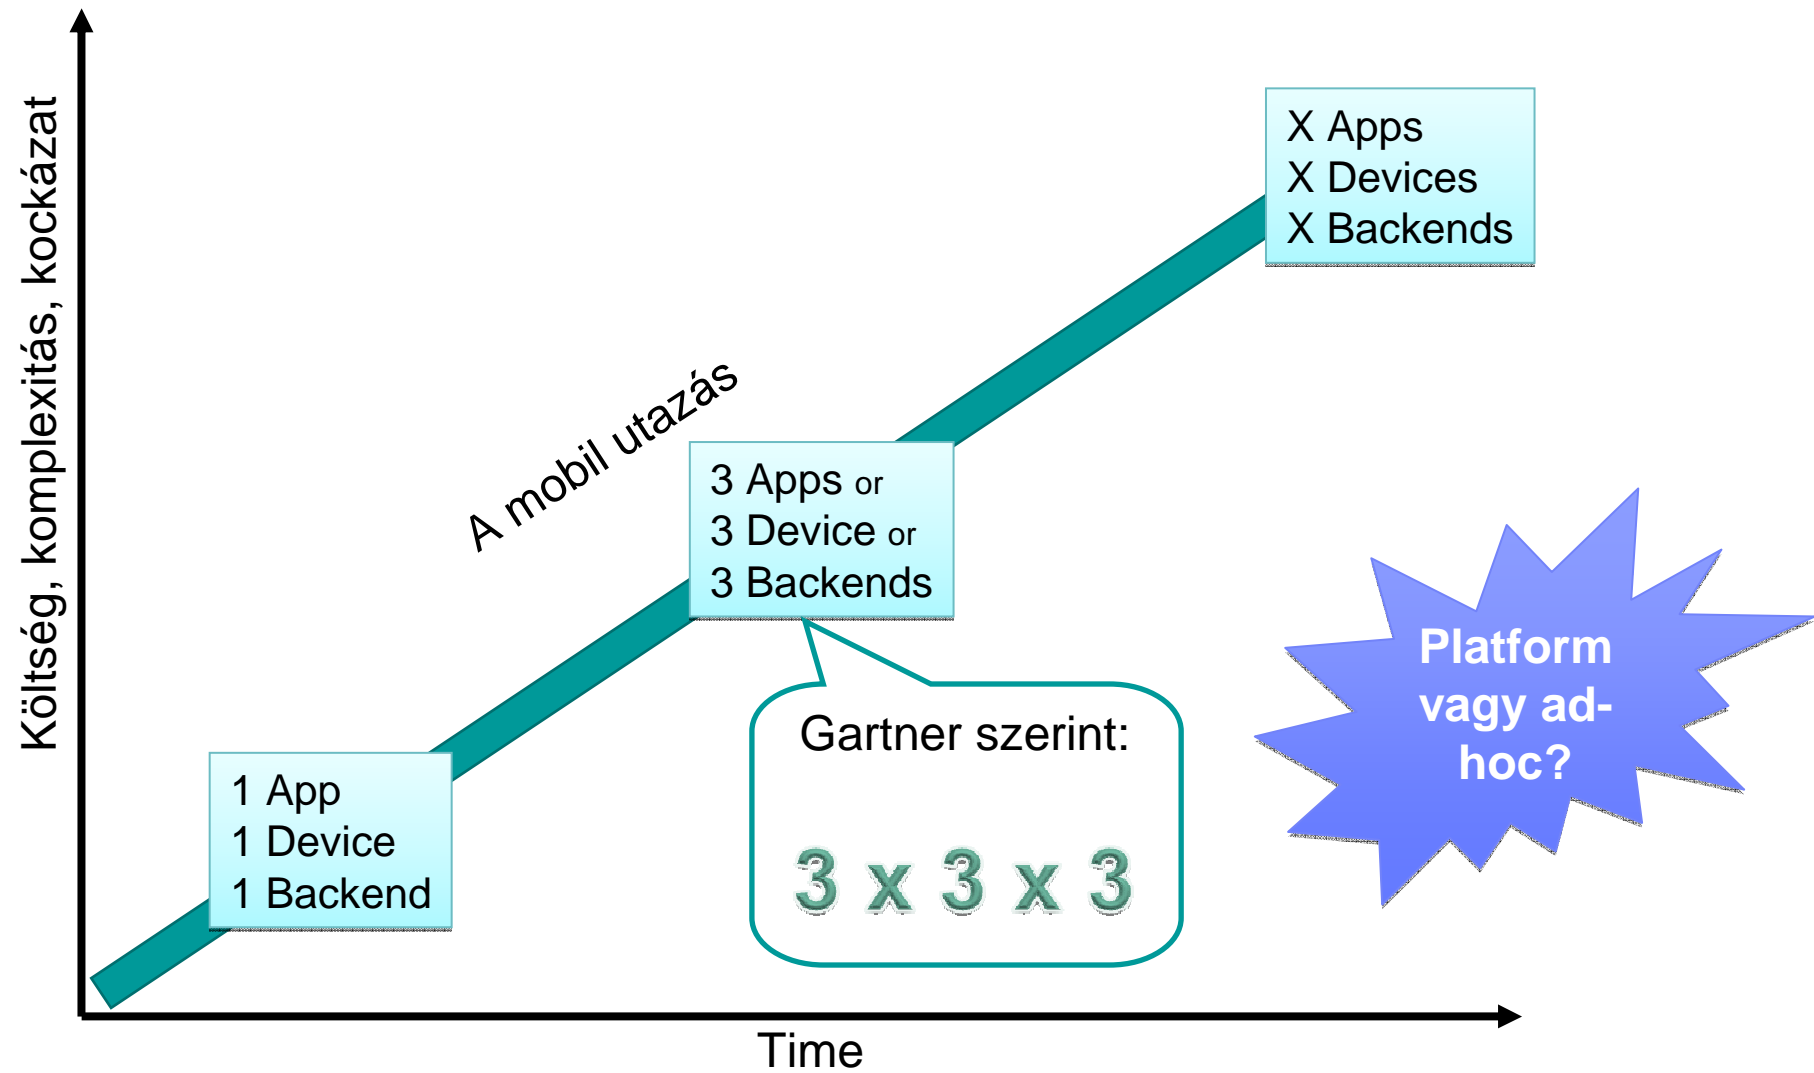 Költség, komplexitás, kockázat
X Apps
X Devices
X Backends
A mobil utazás
3 Apps or
3 Device or
3 Backends
Platform
vagy ad-
hoc?
Gartner szerint:
3 x 3 x 3
1 App
1 Device
1 Backend
Time